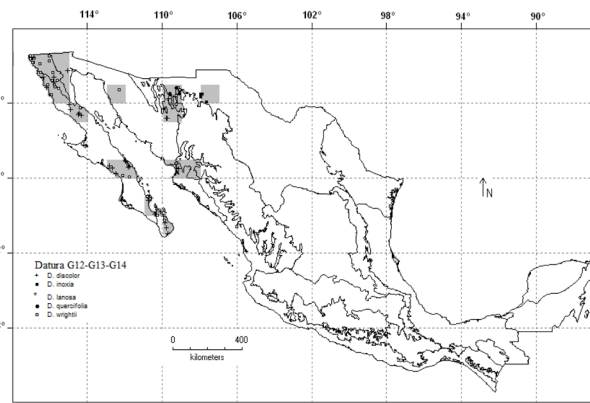 114° 110° 106° 102° 98° 94° 90°
N
Datura G12-G13-G14
+ D. discolor
■ D. inoxia
+ D. lanosa
● D. quercifolia
□ D. wrightii
0 400
kilometers